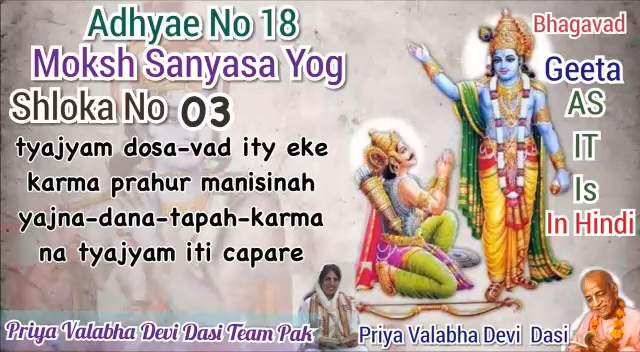 Adhyae No 18
Moksh Sanyasa Yog
Shloka No 03
tyajyam dosa-vad ity eke
karma prahur manisinah
yajna-dana-tapah-karma
na tyajyam iti capare
Bhagavad
Geeta
AS
IT
Is
In Hindi
Priya Valabha Devi Dasi Team Pak
Priya Valabha Devi Dasi